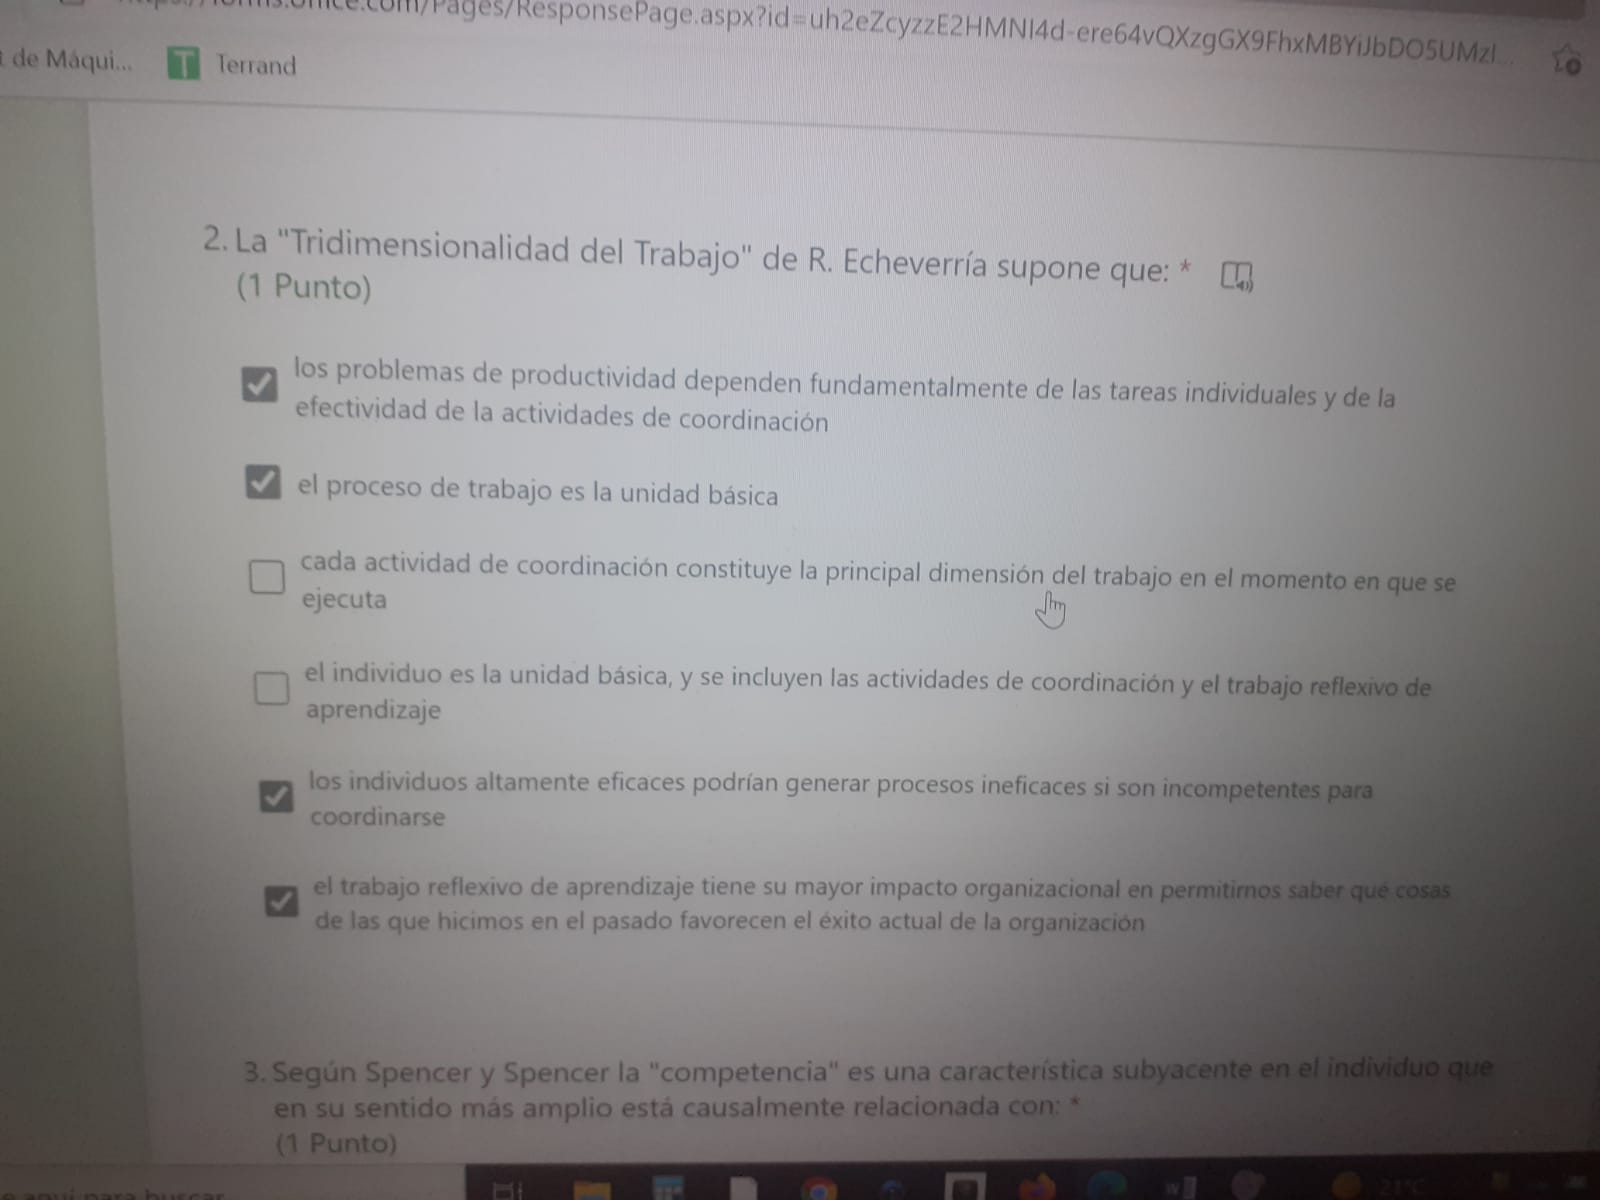 /Pages/ResponsePage.aspx?id=uh2eZcyzzE2HMNI4d-ere64vQXzgGX9FhxMBYiJbDO5UMzI...
de Máqui...
T Terrand
2. La "Tridimensionalidad del Trabajo" de R. Echeverría supone que: *
(1 Punto)
los problemas de productividad dependen fundamentalmente de las tareas individuales y de la
efectividad de la actividades de coordinación
el proceso de trabajo es la unidad básica
cada actividad de coordinación constituye la principal dimensión del trabajo en el momento en que se
ejecuta
el individuo es la unidad básica, y se incluyen las actividades de coordinación y el trabajo reflexivo de
aprendizaje
los individuos altamente eficaces podrían generar procesos ineficaces si son incompetentes para
coordinarse
el trabajo reflexivo de aprendizaje tiene su mayor impacto organizacional en permitirnos saber qué cosas
de las que hicimos en el pasado favorecen el éxito actual de la organización
3. Según Spencer y Spencer la "competencia" es una característica subyacente en el individuo que
en su sentido más amplio está causalmente relacionada con: *
(1 Punto)
aquí para buscar